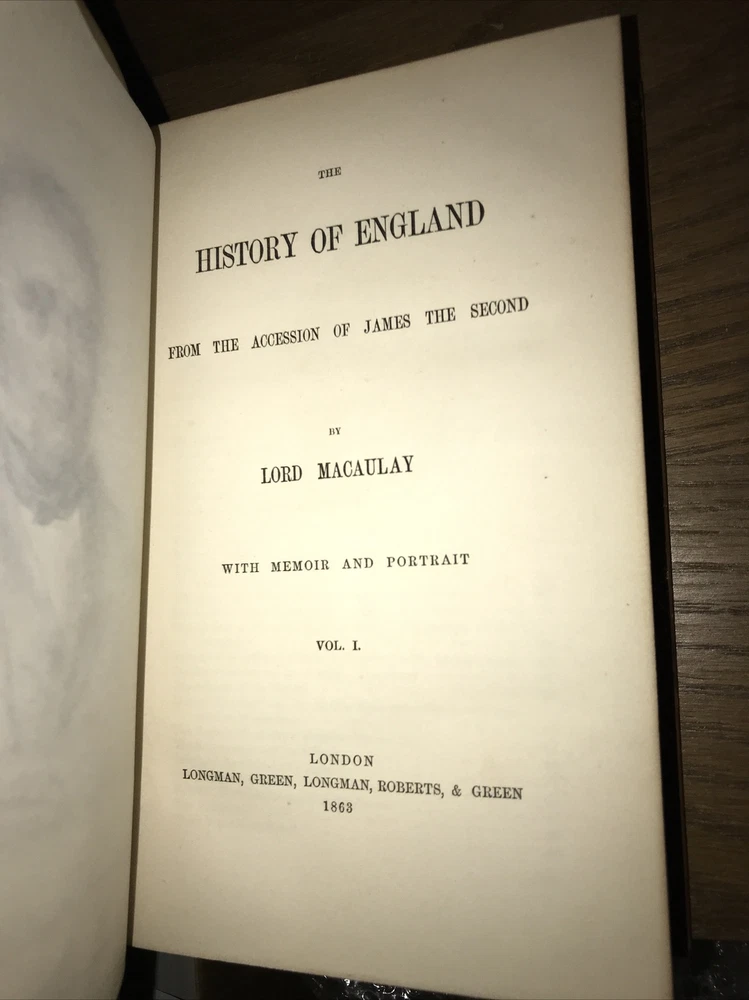 THE
HISTORY OF ENGLAND
FROM THE ACCESSION OF JAMES THE SECOND
BY
LORD MACAULAY
WITH MEMOIR AND PORTRAIT
VOL. I.
LONDON
LONGMAN, GREEN, LONGMAN, ROBERTS, & GREEN
1863